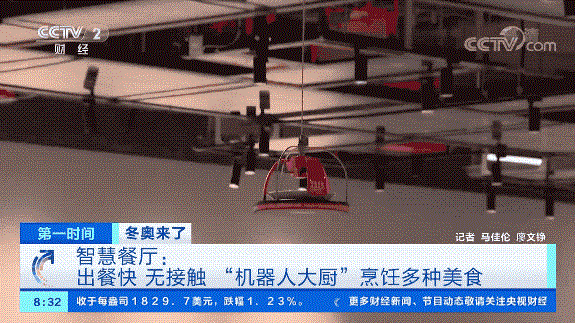 CCTV 2
财经
CCTV.com
第一时间 冬奥来了
记者 马佳伦 廖文铮
智慧餐厅：
出餐快 无接触 “机器人大厨”烹饪多种美食
8:32 收于每盎司1829．7美元，跌幅1．23%。 更多财经新闻、节目动态敬请关注央视财经